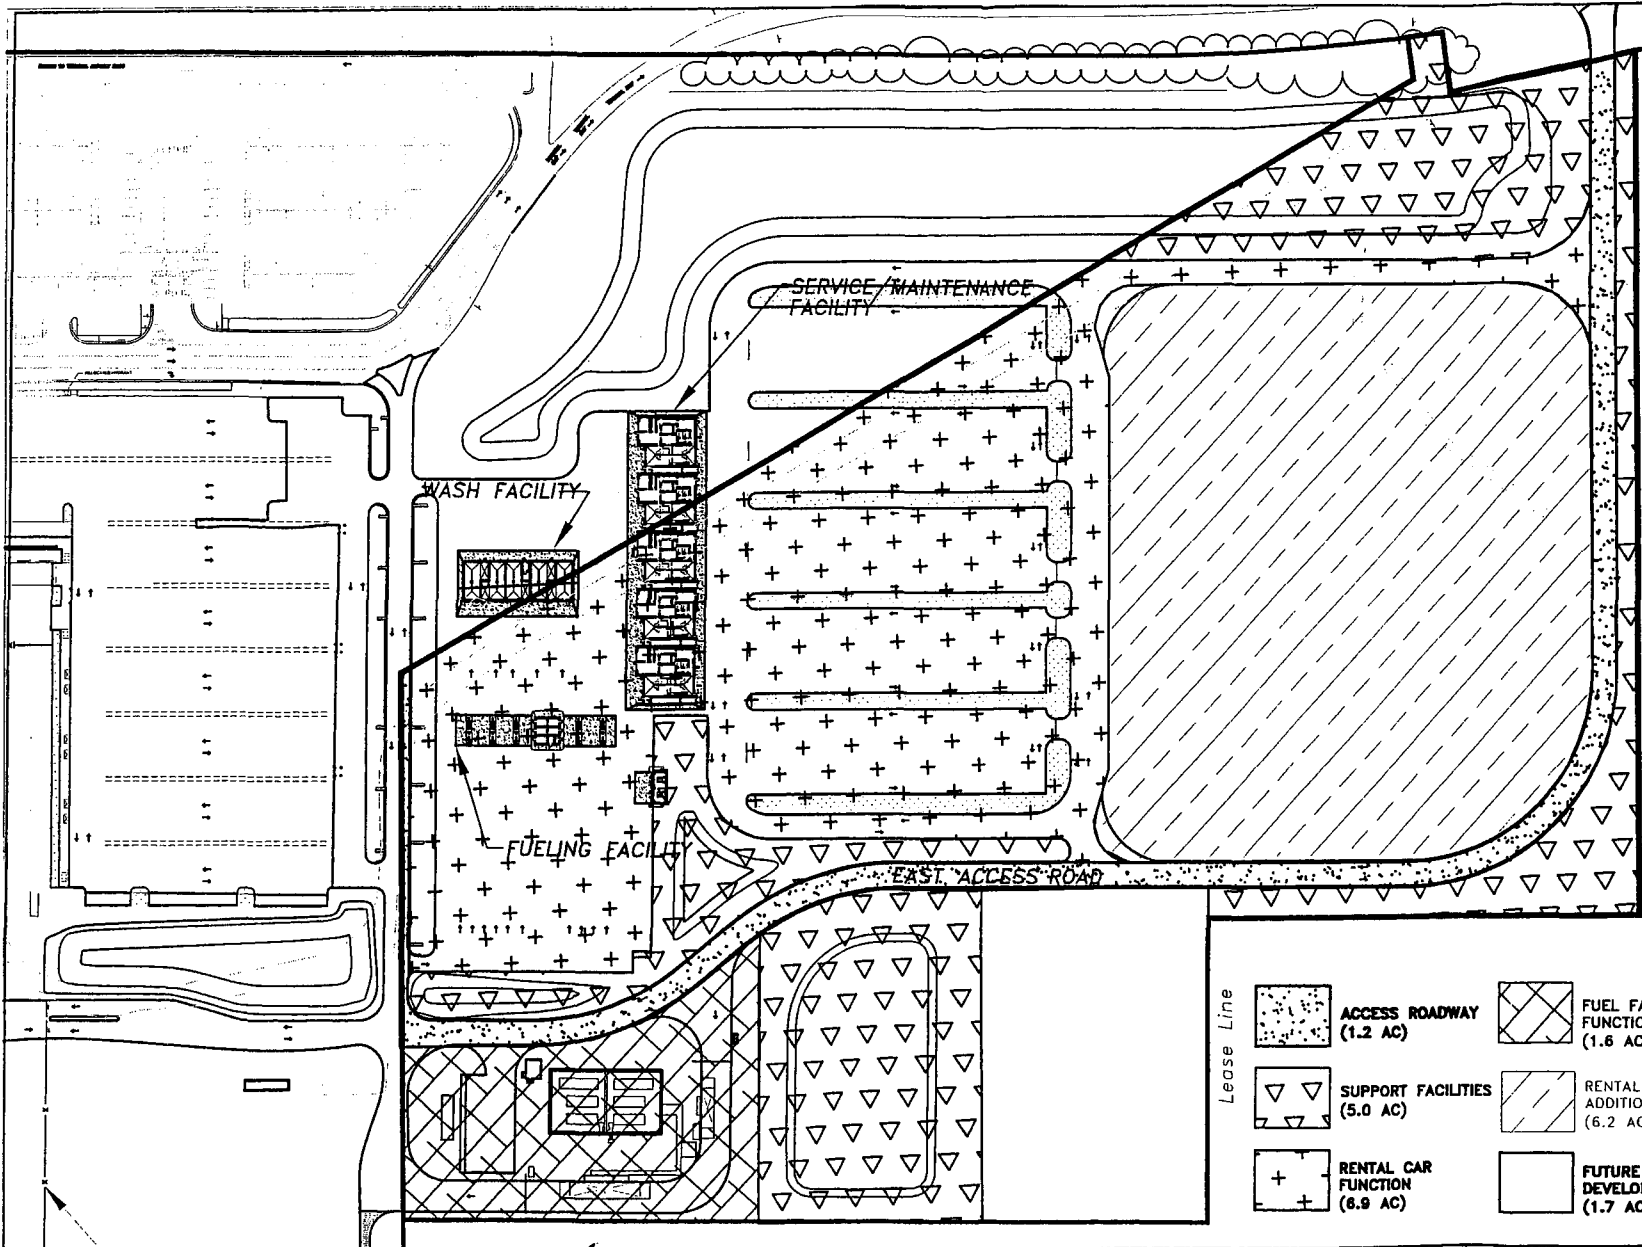 SERVICE/MAINTENANCE
FACILITY
WASH FACILITY
FUELING FACILITY
EAST ACCESS ROAD
Lease Line
ACCESS ROADWAY
(1.2 AC)
SUPPORT FACILITIES
(5.0 AC)
RENTAL CAR
FUNCTION
(6.9 AC)
FUEL FA
FUNCTIO
(1.6 AC
RENTAL
ADDITIO
(6.2 AC
FUTURE
DEVELO
(1.7 AC